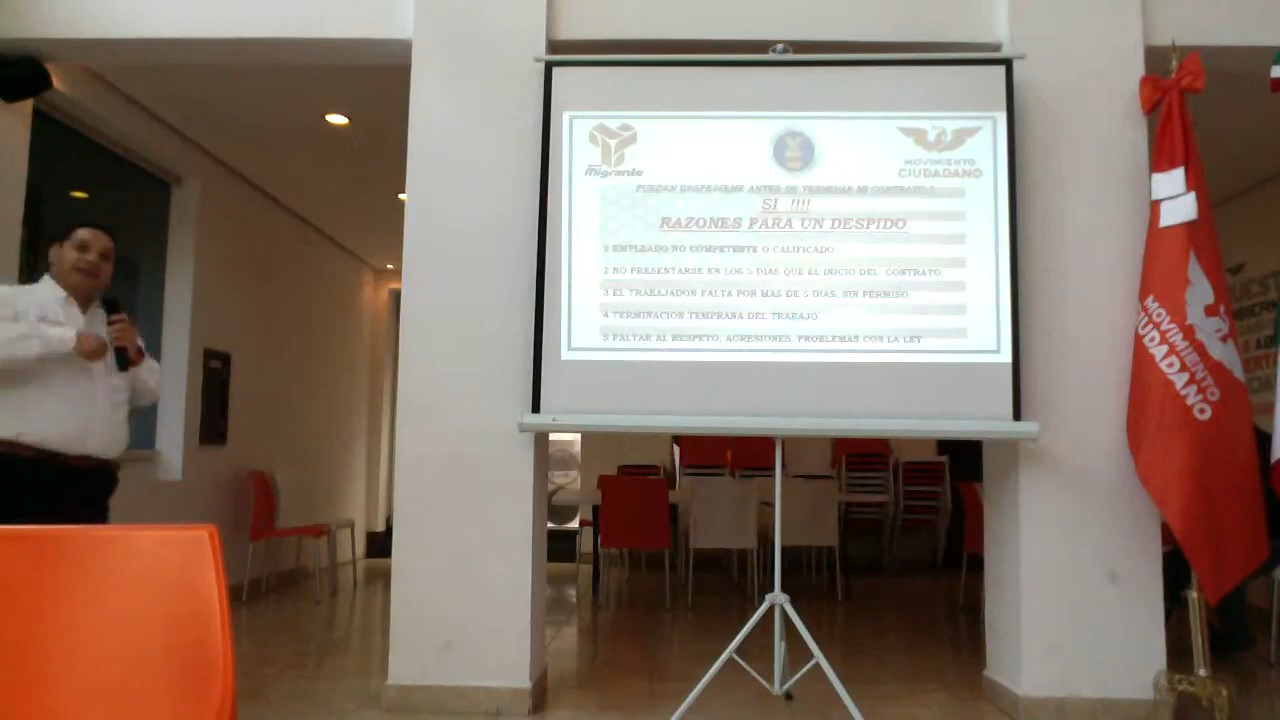 Migrante
MOVIMIENTO
CIUDADANO
PUEDEN DESPEDIRME ANTES DE TERMINAR MI CONTRATO ?
SI !!!!
RAZONES PARA UN DESPIDO
1 EMPLEADO NO COMPETENTE O CALIFICADO
2 NO PRESENTARSE EN LOS 5 DIAS QUE EL INICIO DEL CONTRATO
3 EL TRABAJADOR FALTA POR MAS DE 5 DIAS, SIN PERMISO
4 TERMINACION TEMPRANA DEL TRABAJO
5 FALTAR AL RESPETO, AGRESIONES, PROBLEMAS CON LA LEY
MOVIMIENTO
CIUDADANO